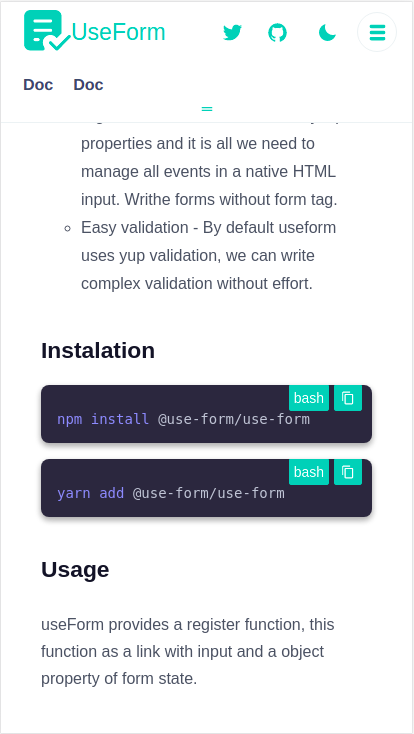 UseForm
Doc Doc
properties and it is all we need to
manage all events in a native HTML
input. Writhe forms without form tag.
Easy validation - By default useform
uses yup validation, we can write
complex validation without effort.
Instalation
bash
npm install @use-form/use-form
bash
yarn add @use-form/use-form
Usage
useForm provides a register function, this
function as a link with input and a object
property of form state.